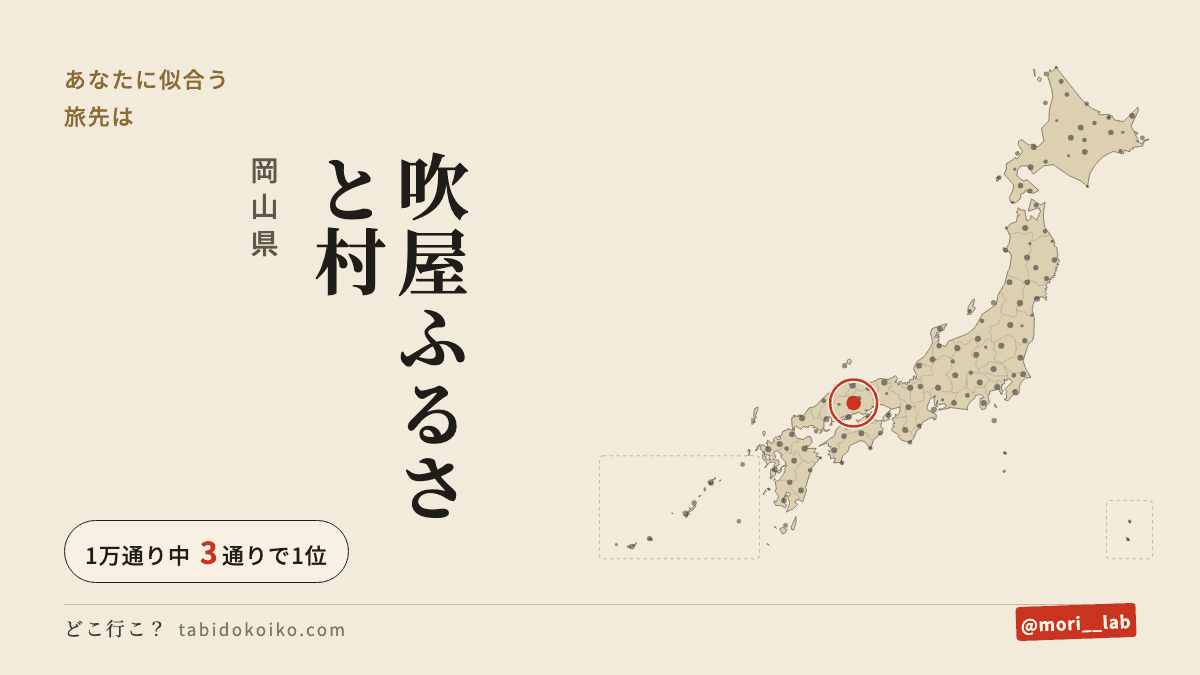 あなたに似合う
旅先は
吹屋ふるさ
と村
岡山県
1万通り中 3通りで1位
どこ行こ？ tabidokoiko.com
@mori__lab